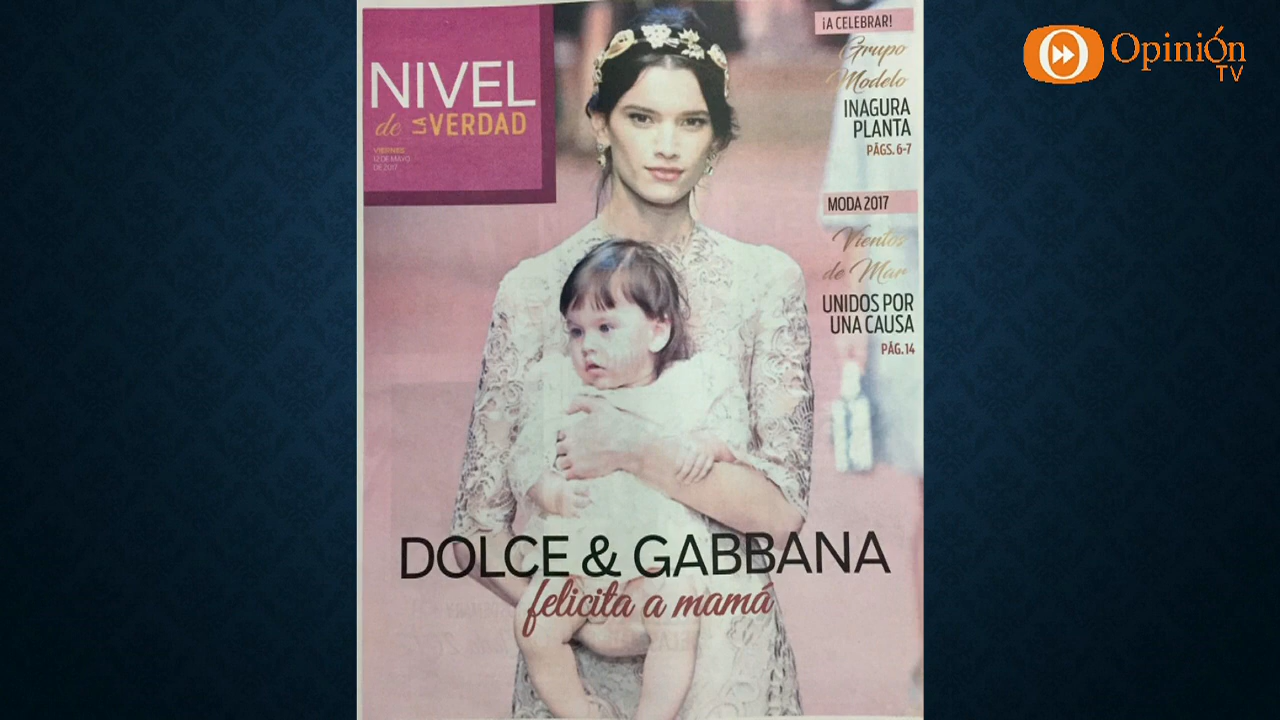 NIVEL
de LA VERDAD
VIERNES
12 DE MAYO
DE 2017
¡A CELEBRAR!
Grupo
Modelo
INAGURA
PLANTA
PÁGS. 6-7
MODA 2017
Vientos
de Mar
UNIDOS POR
UNA CAUSA
PÁG. 14
DOLCE & GABBANA
felicita a mamá
Opinión
TV